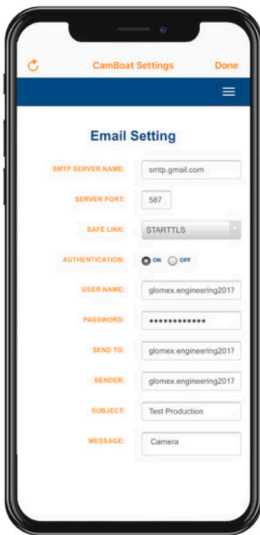 CamBoat Settings Done
Email Setting
SMTP SERVER NAME: smtp.gmail.com
SERVER PORT: 587
SAFE LINK: STARTTLS
AUTHENTICATION: ON OFF
USER NAME: glomex.engineering2017
PASSWORD: ••••••••••••
SEND TO: glomex.engineering2017
SENDER: glomex.engineering2017
SUBJECT: Test Production
MESSAGE: Camera